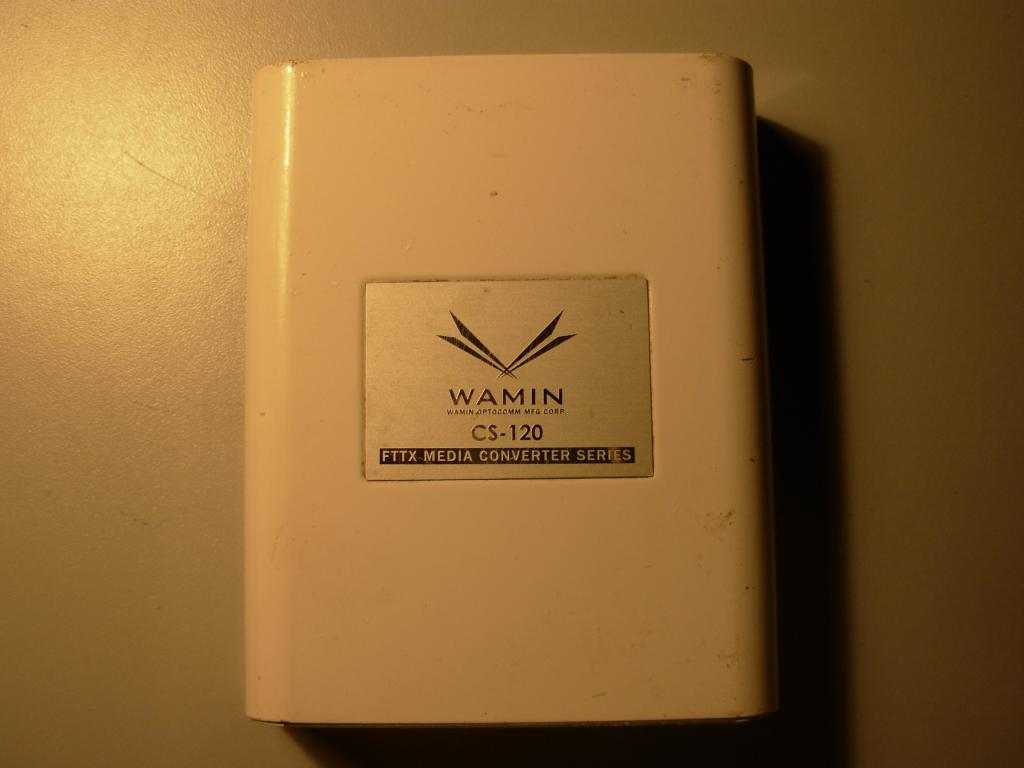 WAMIN
WAMIN OPTOCOMM MFG CORP.
CS-120
FTTX MEDIA CONVERTER SERIES